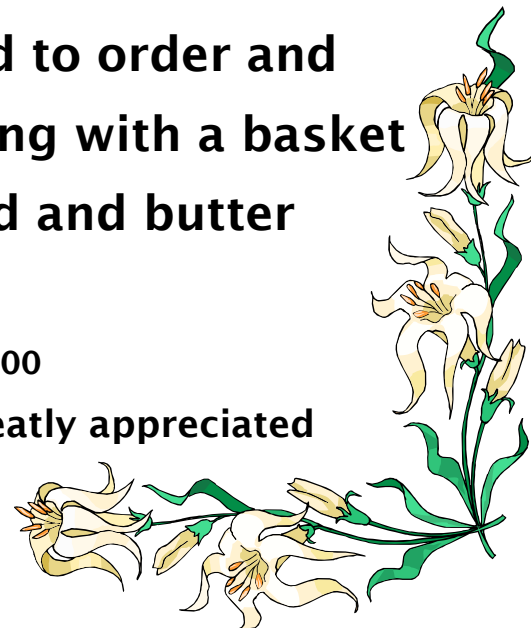 d to order and
ng with a basket
d and butter
00
eatly appreciated